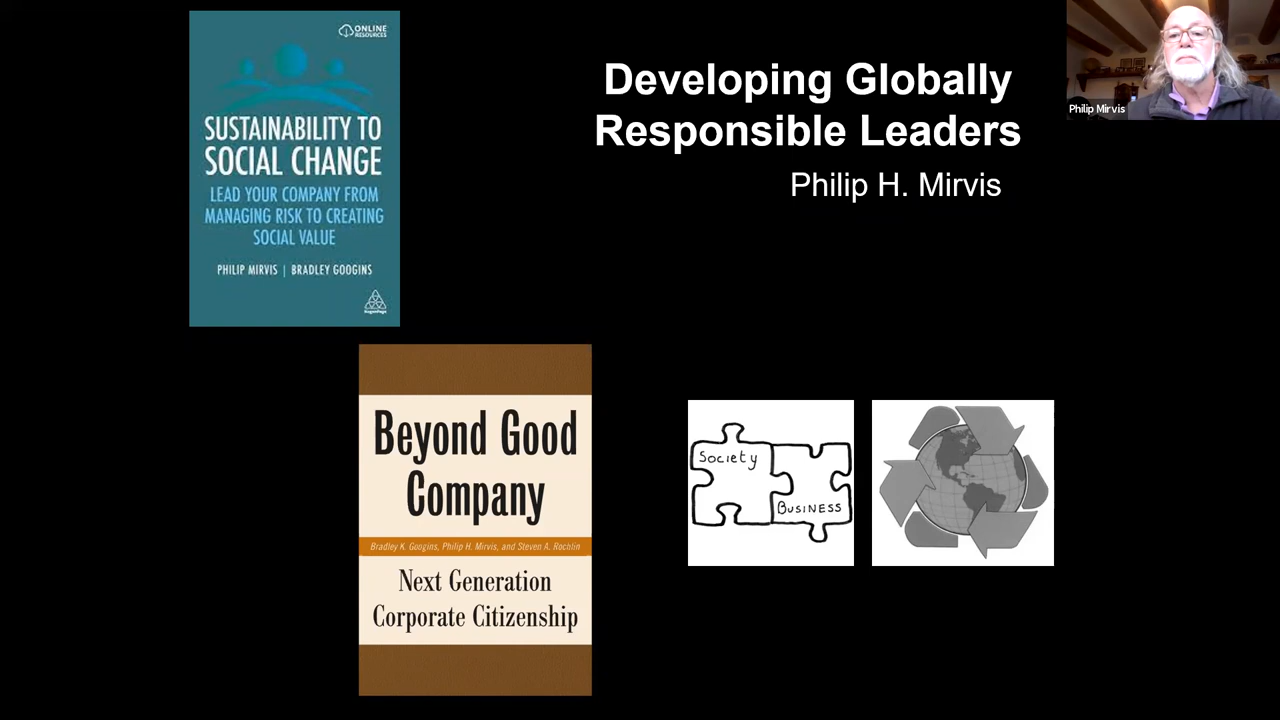 ONLINE
RESOURCES
SUSTAINABILITY TO
SOCIAL CHANGE
LEAD YOUR COMPANY FROM
MANAGING RISK TO CREATING
SOCIAL VALUE
PHILIP MIRVIS | BRADLEY GOOGINS
KoganPage
Developing Globally
Responsible Leaders
Philip H. Mirvis
Philip Mirvis
Beyond Good
Company
Bradley K. Googins, Philip H. Mirvis, and Steven A. Rochlin
Next Generation
Corporate Citizenship
Society
Business